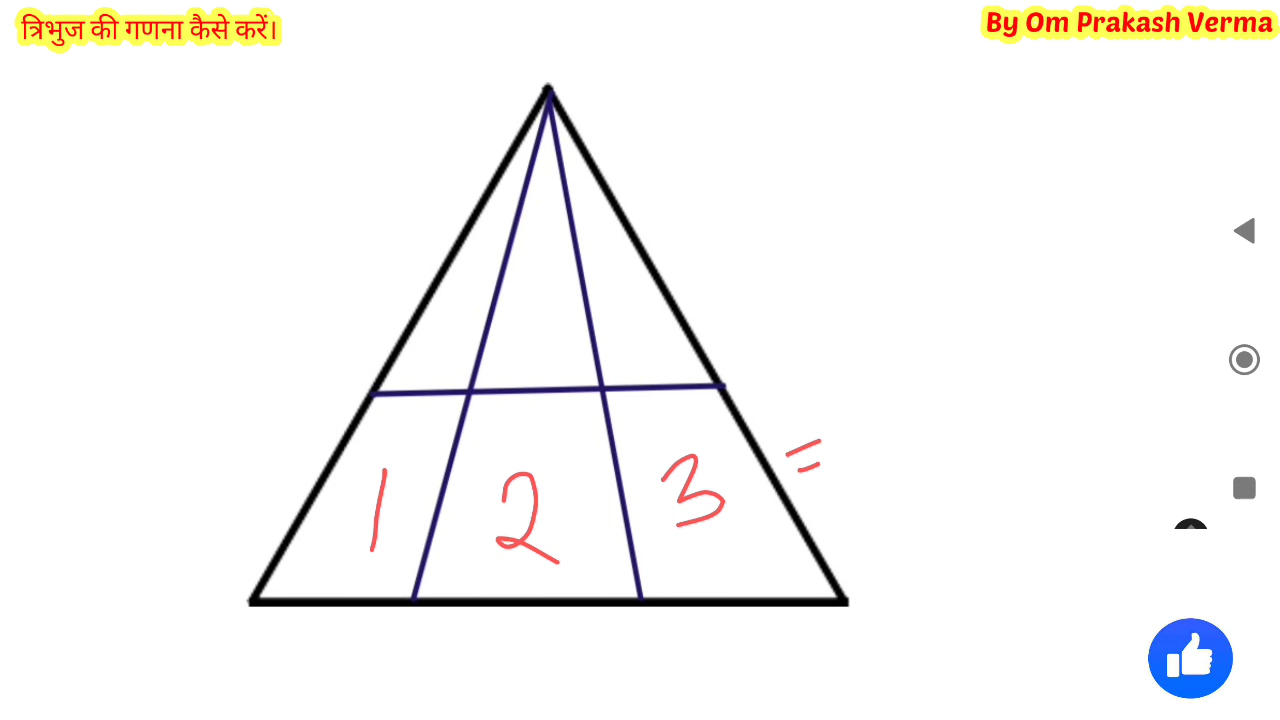 त्रिभुज की गणना कैसे करें।
By Om Prakash Verma
1 2 3 =